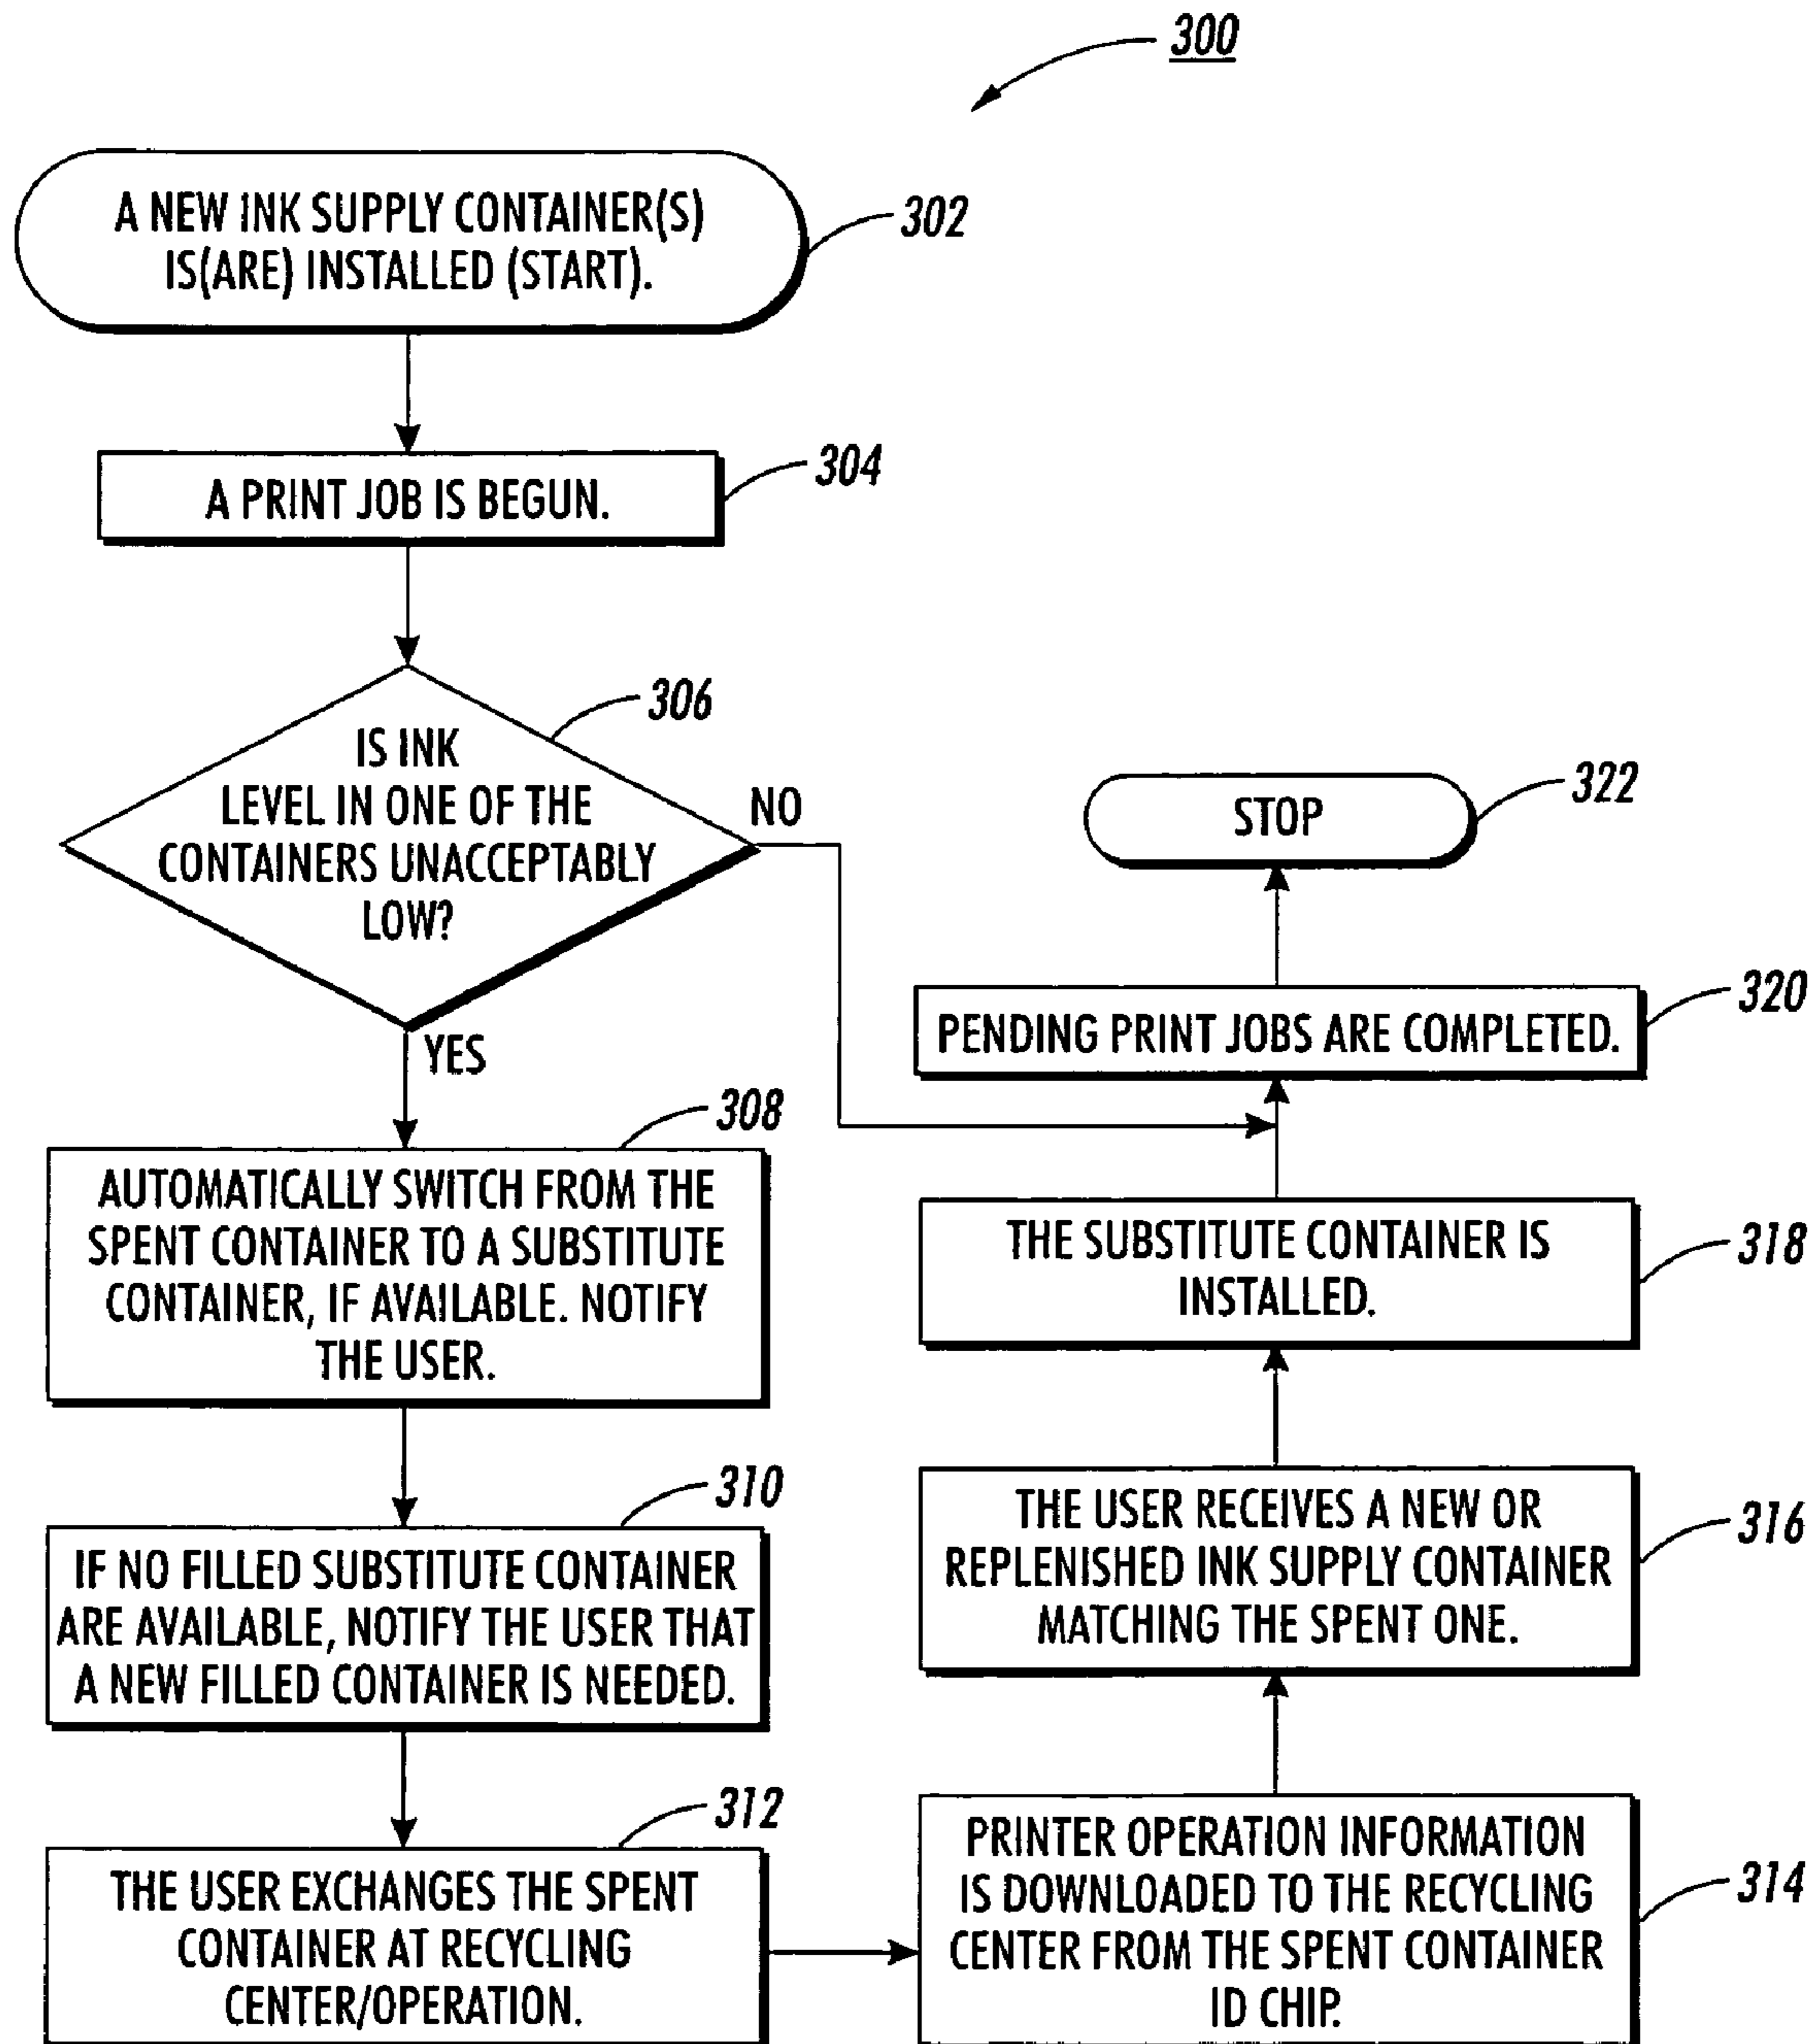 300
A NEW INK SUPPLY CONTAINER(S)
IS(ARE) INSTALLED (START).
302
A PRINT JOB IS BEGUN.
304
IS INK
LEVEL IN ONE OF THE
CONTAINERS UNACCEPTABLY
LOW?
306
NO
YES
AUTOMATICALLY SWITCH FROM THE
SPENT CONTAINER TO A SUBSTITUTE
CONTAINER, IF AVAILABLE. NOTIFY
THE USER.
308
IF NO FILLED SUBSTITUTE CONTAINER
ARE AVAILABLE, NOTIFY THE USER THAT
A NEW FILLED CONTAINER IS NEEDED.
310
THE USER EXCHANGES THE SPENT
CONTAINER AT RECYCLING
CENTER/OPERATION.
312
PRINTER OPERATION INFORMATION
IS DOWNLOADED TO THE RECYCLING
CENTER FROM THE SPENT CONTAINER
ID CHIP.
314
THE USER RECEIVES A NEW OR
REPLENISHED INK SUPPLY CONTAINER
MATCHING THE SPENT ONE.
316
THE SUBSTITUTE CONTAINER IS
INSTALLED.
318
PENDING PRINT JOBS ARE COMPLETED.
320
STOP
322